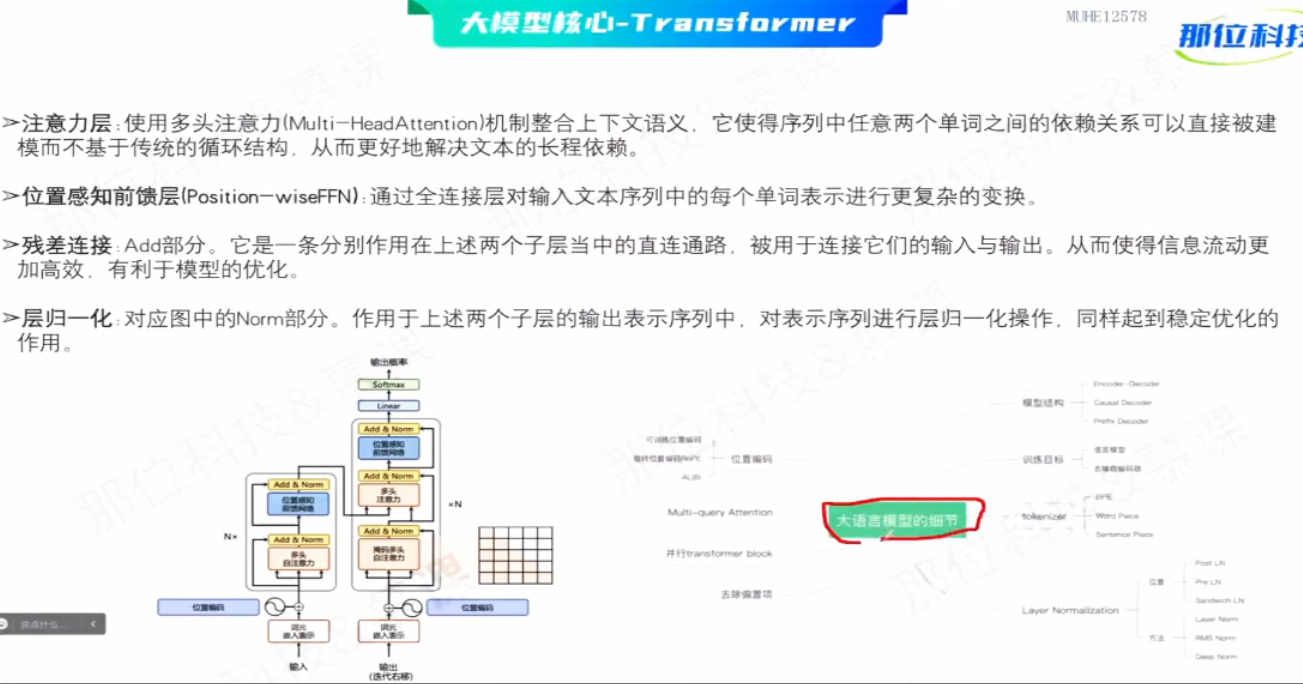 大模型核心-Transformer
MUHE12578
那位科技
➢注意力层:使用多头注意力(Multi-HeadAttention)机制整合上下文语义，它使得序列中任意两个单词之间的依赖关系可以直接被建
模而不基于传统的循环结构，从而更好地解决文本的长程依赖。
➢位置感知前馈层(Position-wiseFFN):通过全连接层对输入文本序列中的每个单词表示进行更复杂的变换。
➢残差连接:Add部分。它是一条分别作用在上述两个子层当中的直连通路，被用于连接它们的输入与输出。从而使得信息流动更
加高效，有利于模型的优化。
➢层归一化:对应图中的Norm部分。作用于上述两个子层的输出表示序列中，对表示序列进行层归一化操作，同样起到稳定优化的
作用。
输出概率
Softmax
Linear
Add & Norm
位置感知
前馈网络
Add & Norm
多头
注意力
×N
Add & Norm
掩码多头
自注意力
Add & Norm
位置感知
前馈网络
N×
Add & Norm
多头
自注意力
位置编码
位置编码
词元
嵌入表示
词元
嵌入表示
输入
输出
(迭代右移)
大语言模型的细节
可训练位置编码
旋转位置编码RoPE
ALiBi
位置编码
Multi-query Attention
并行transformer block
去除偏置项
模型结构
Encoder-Decoder
Causal Decoder
Prefix Decoder
训练目标
语言模型
去噪自编码器
tokenizer
BPE
Word Piece
Sentence Piece
Layer Normalization
位置
Post LN
Pre LN
Sandwich LN
方法
Layer Norm
RMS Norm
Deep Norm
说点什么...
那位科技&慕课